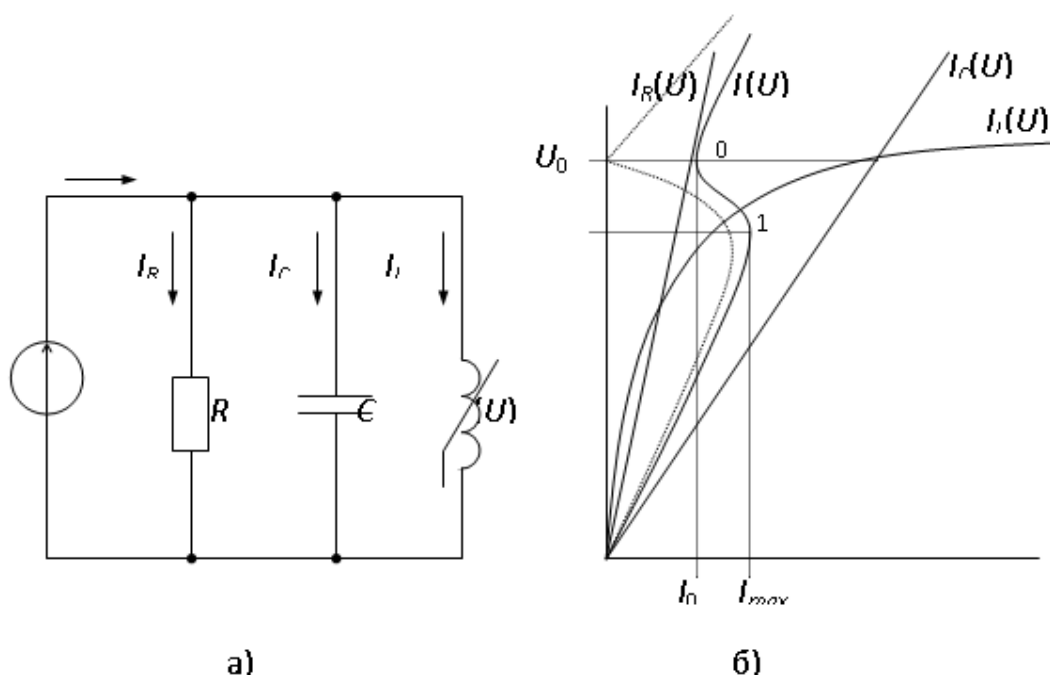 I_R(U)
I(U)
I_C(U)
I_L(U)
U_0
0
1
I_R
I_C
I_L
R
C
(U)
I_0
I_max
а)
б)